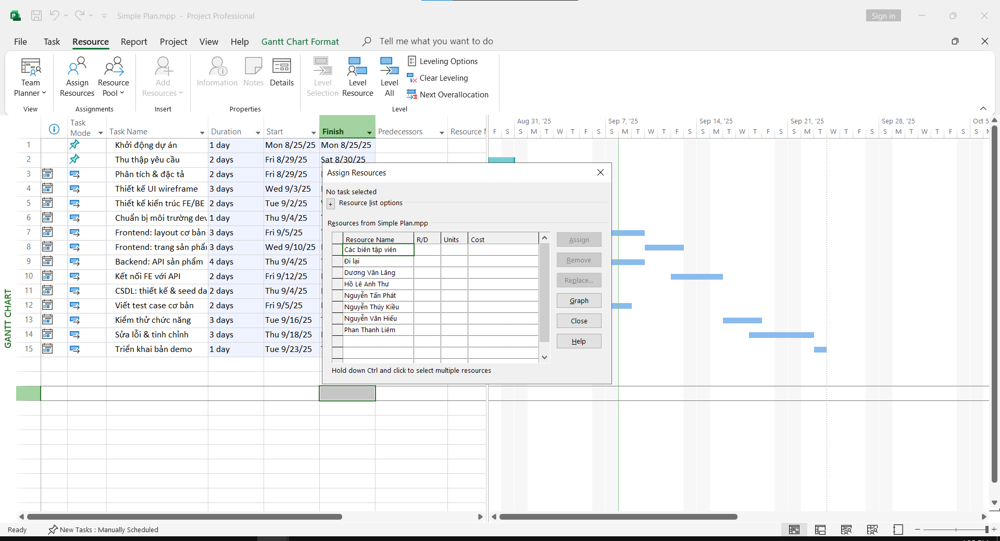 Simple Plan.mpp - Project Professional
Sign in
File Task Resource Report Project View Help Gantt Chart Format Tell me what you want to do
Team Planner
Assign Resources
Resource Pool
Add Resources
Information
Notes
Details
Level Selection
Level Resource
Level All
Leveling Options
Clear Leveling
Next Overallocation
View Assignments Insert Properties Level
Task Mode Task Name Duration Start Finish Predecessors Resource N
Aug 31, '25 Sep 7, '25 Sep 14, '25 Sep 21, '25 Sep 28, '25 Oct 5
F S S M T W T F S S M T W T F S S M T W T F S S M T W T F S S M T W T F S S M
1 Khởi động dự án 1 day Mon 8/25/25 Mon 8/25/25
2 Thu thập yêu cầu 2 days Fri 8/29/25 Sat 8/30/25
3 Phân tích & đặc tả 2 days Fri 8/29/25
4 Thiết kế UI wireframe 3 days Wed 9/3/25
5 Thiết kế kiến trúc FE/BE 2 days Tue 9/2/25
6 Chuẩn bị môi trường dev 1 day Thu 9/4/25
7 Frontend: layout cơ bản 3 days Fri 9/5/25
8 Frontend: trang sản phẩn 3 days Wed 9/10/25
9 Backend: API sản phẩm 4 days Thu 9/4/25
10 Kết nối FE với API 2 days Fri 9/12/25
11 CSDL: thiết kế & seed da 2 days Thu 9/4/25
12 Viết test case cơ bản 2 days Fri 9/5/25
13 Kiểm thử chức năng 3 days Tue 9/16/25
14 Sửa lỗi & tinh chỉnh 3 days Thu 9/18/25
15 Triển khai bản demo 1 day Tue 9/23/25
GANTT CHART
Assign Resources
No task selected
+ Resource list options
Resources from Simple Plan.mpp
Resource Name R/D Units Cost
Các biên tập viên
Đi lại
Dương Văn Lãng
Hồ Lê Anh Thư
Nguyễn Tấn Phát
Nguyễn Thúy Kiều
Nguyễn Văn Hiếu
Phan Thanh Liêm
Assign
Remove
Replace...
Graph
Close
Help
Hold down Ctrl and click to select multiple resources
Ready New Tasks : Manually Scheduled